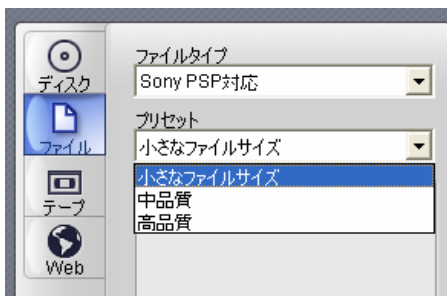 ディスク
ファイル
テープ
Web
ファイルタイプ
Sony PSP対応
プリセット
小さなファイルサイズ
小さなファイルサイズ
中品質
高品質